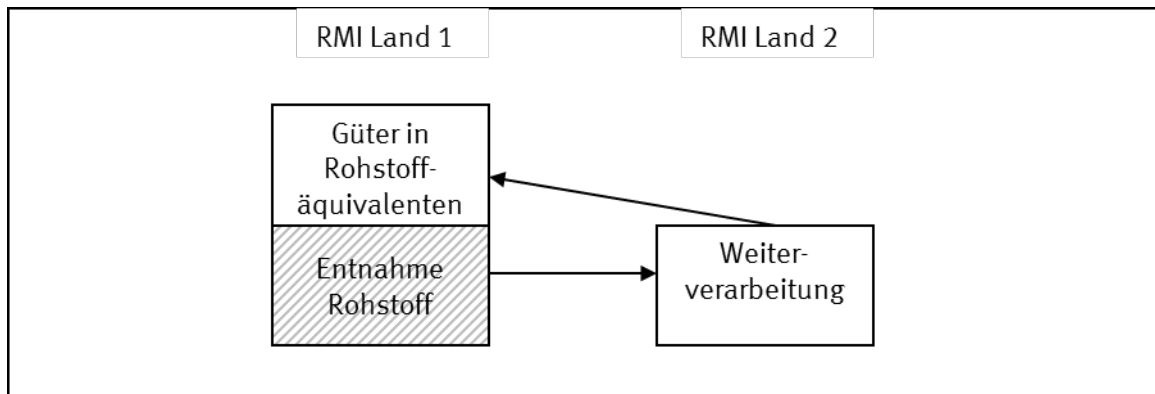 RMI Land 1
RMI Land 2
Güter in
Rohstoff-
äquivalenten
Entnahme
Rohstoff
Weiter-
verarbeitung